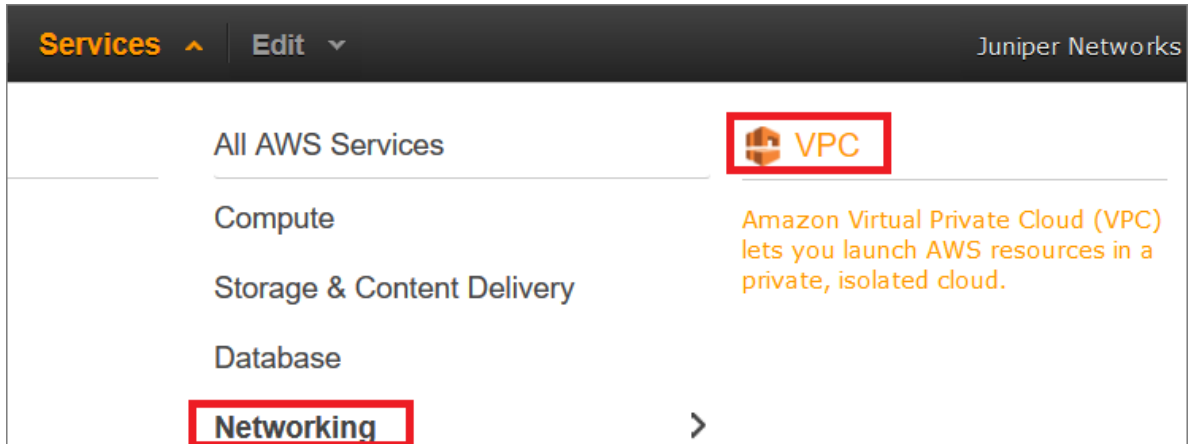 Services Edit Juniper Networks
All AWS Services
Compute
Storage & Content Delivery
Database
Networking
VPC
Amazon Virtual Private Cloud (VPC)
lets you launch AWS resources in a
private, isolated cloud.